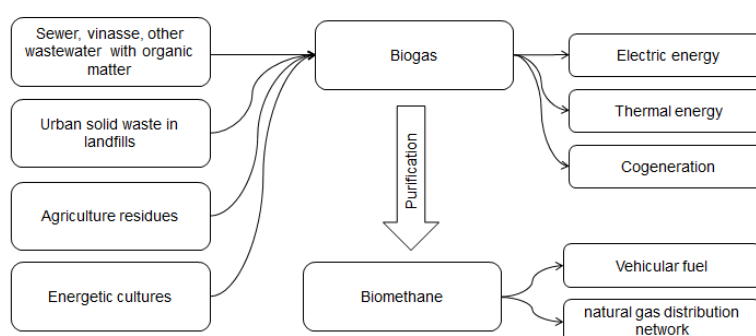 Sewer, vinasse, other
wastewater with organic
matter
Urban solid waste in
landfills
Agriculture residues
Energetic cultures
Biogas
Purification
Biomethane
Electric energy
Thermal energy
Cogeneration
Vehicular fuel
natural gas distribution
network